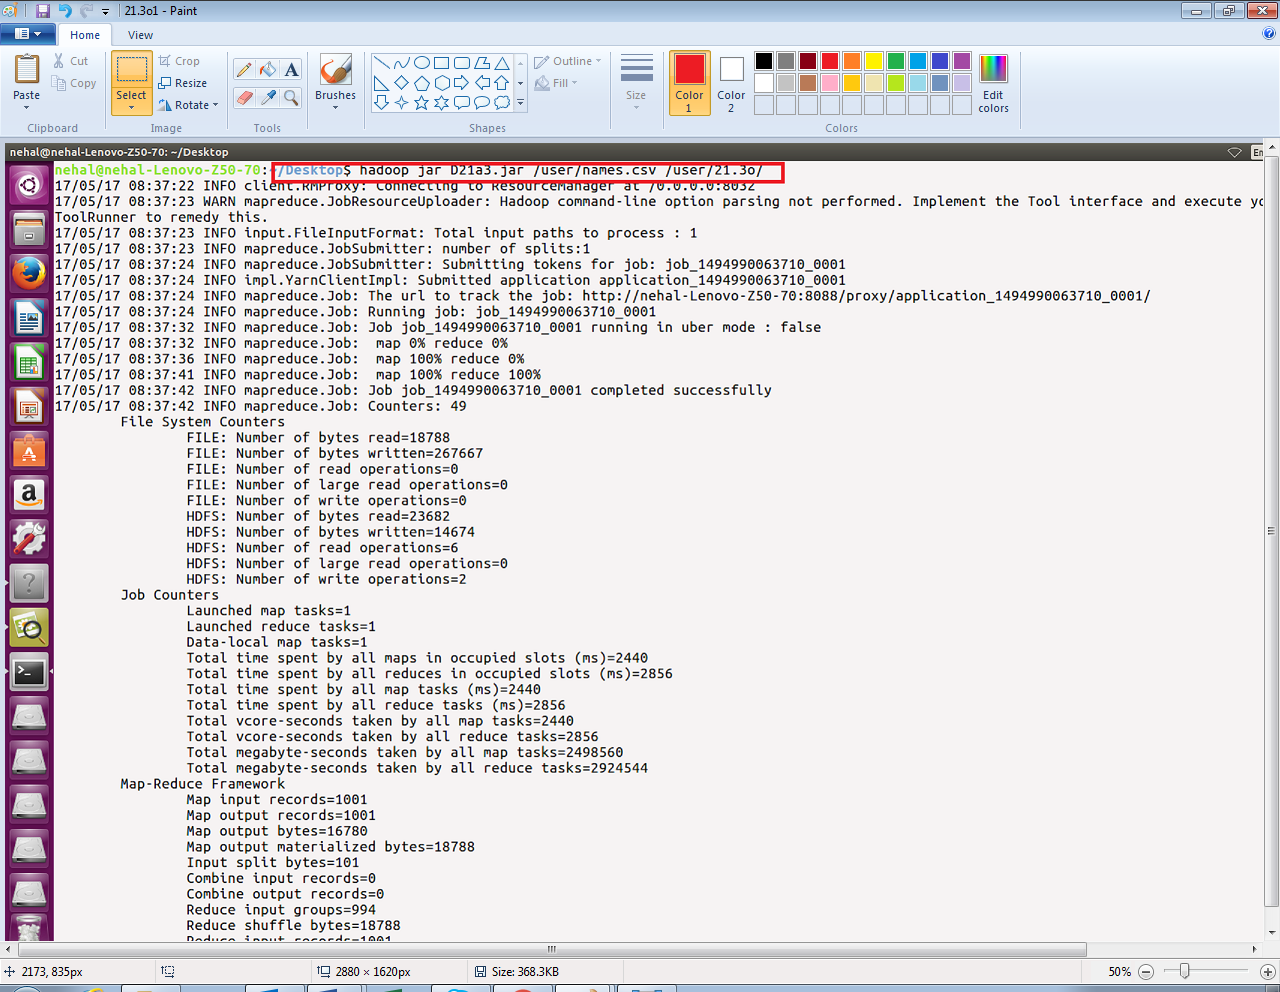 21.3o1 - Paint
Home View
Paste
Cut
Copy
Clipboard
Select
Crop
Resize
Rotate
Image
Tools
Brushes
Shapes
Outline
Fill
Size
Color 1
Color 2
Edit colors
Colors
nehal@nehal-Lenovo-Z50-70: ~/Desktop
En
nehal@nehal-Lenovo-Z50-70:~/Desktop$ hadoop jar D21a3.jar /user/names.csv /user/21.3o/
17/05/17 08:37:22 INFO client.RMProxy: Connecting to ResourceManager at /0.0.0.0:8032
17/05/17 08:37:23 WARN mapreduce.JobResourceUploader: Hadoop command-line option parsing not performed. Implement the Tool interface and execute yo
ToolRunner to remedy this.
17/05/17 08:37:23 INFO input.FileInputFormat: Total input paths to process : 1
17/05/17 08:37:23 INFO mapreduce.JobSubmitter: number of splits:1
17/05/17 08:37:24 INFO mapreduce.JobSubmitter: Submitting tokens for job: job_1494990063710_0001
17/05/17 08:37:24 INFO impl.YarnClientImpl: Submitted application application_1494990063710_0001
17/05/17 08:37:24 INFO mapreduce.Job: The url to track the job: http://nehal-Lenovo-Z50-70:8088/proxy/application_1494990063710_0001/
17/05/17 08:37:24 INFO mapreduce.Job: Running job: job_1494990063710_0001
17/05/17 08:37:32 INFO mapreduce.Job: Job job_1494990063710_0001 running in uber mode : false
17/05/17 08:37:32 INFO mapreduce.Job:  map 0% reduce 0%
17/05/17 08:37:36 INFO mapreduce.Job:  map 100% reduce 0%
17/05/17 08:37:41 INFO mapreduce.Job:  map 100% reduce 100%
17/05/17 08:37:42 INFO mapreduce.Job: Job job_1494990063710_0001 completed successfully
17/05/17 08:37:42 INFO mapreduce.Job: Counters: 49
File System Counters
FILE: Number of bytes read=18788
FILE: Number of bytes written=267667
FILE: Number of read operations=0
FILE: Number of large read operations=0
FILE: Number of write operations=0
HDFS: Number of bytes read=23682
HDFS: Number of bytes written=14674
HDFS: Number of read operations=6
HDFS: Number of large read operations=0
HDFS: Number of write operations=2
Job Counters
Launched map tasks=1
Launched reduce tasks=1
Data-local map tasks=1
Total time spent by all maps in occupied slots (ms)=2440
Total time spent by all reduces in occupied slots (ms)=2856
Total time spent by all map tasks (ms)=2440
Total time spent by all reduce tasks (ms)=2856
Total vcore-seconds taken by all map tasks=2440
Total vcore-seconds taken by all reduce tasks=2856
Total megabyte-seconds taken by all map tasks=2498560
Total megabyte-seconds taken by all reduce tasks=2924544
Map-Reduce Framework
Map input records=1001
Map output records=1001
Map output bytes=16780
Map output materialized bytes=18788
Input split bytes=101
Combine input records=0
Combine output records=0
Reduce input groups=994
Reduce shuffle bytes=18788
Reduce input records=1001
2173, 835px
2880 × 1620px
Size: 368.3KB
50%